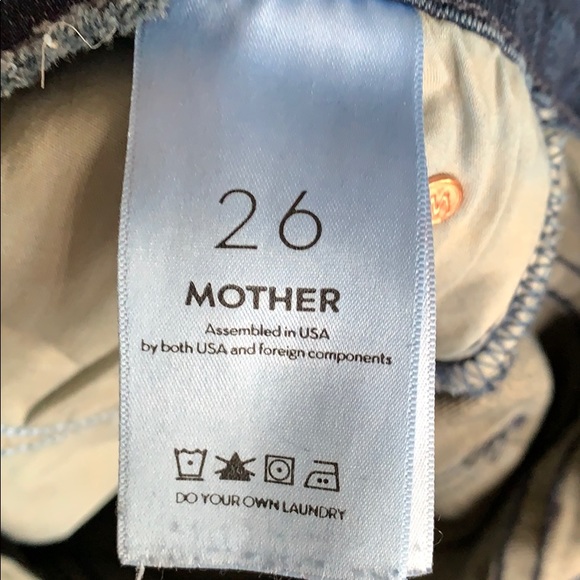 26
MOTHER
Assembled in USA
by both USA and foreign components
DO YOUR OWN LAUNDRY